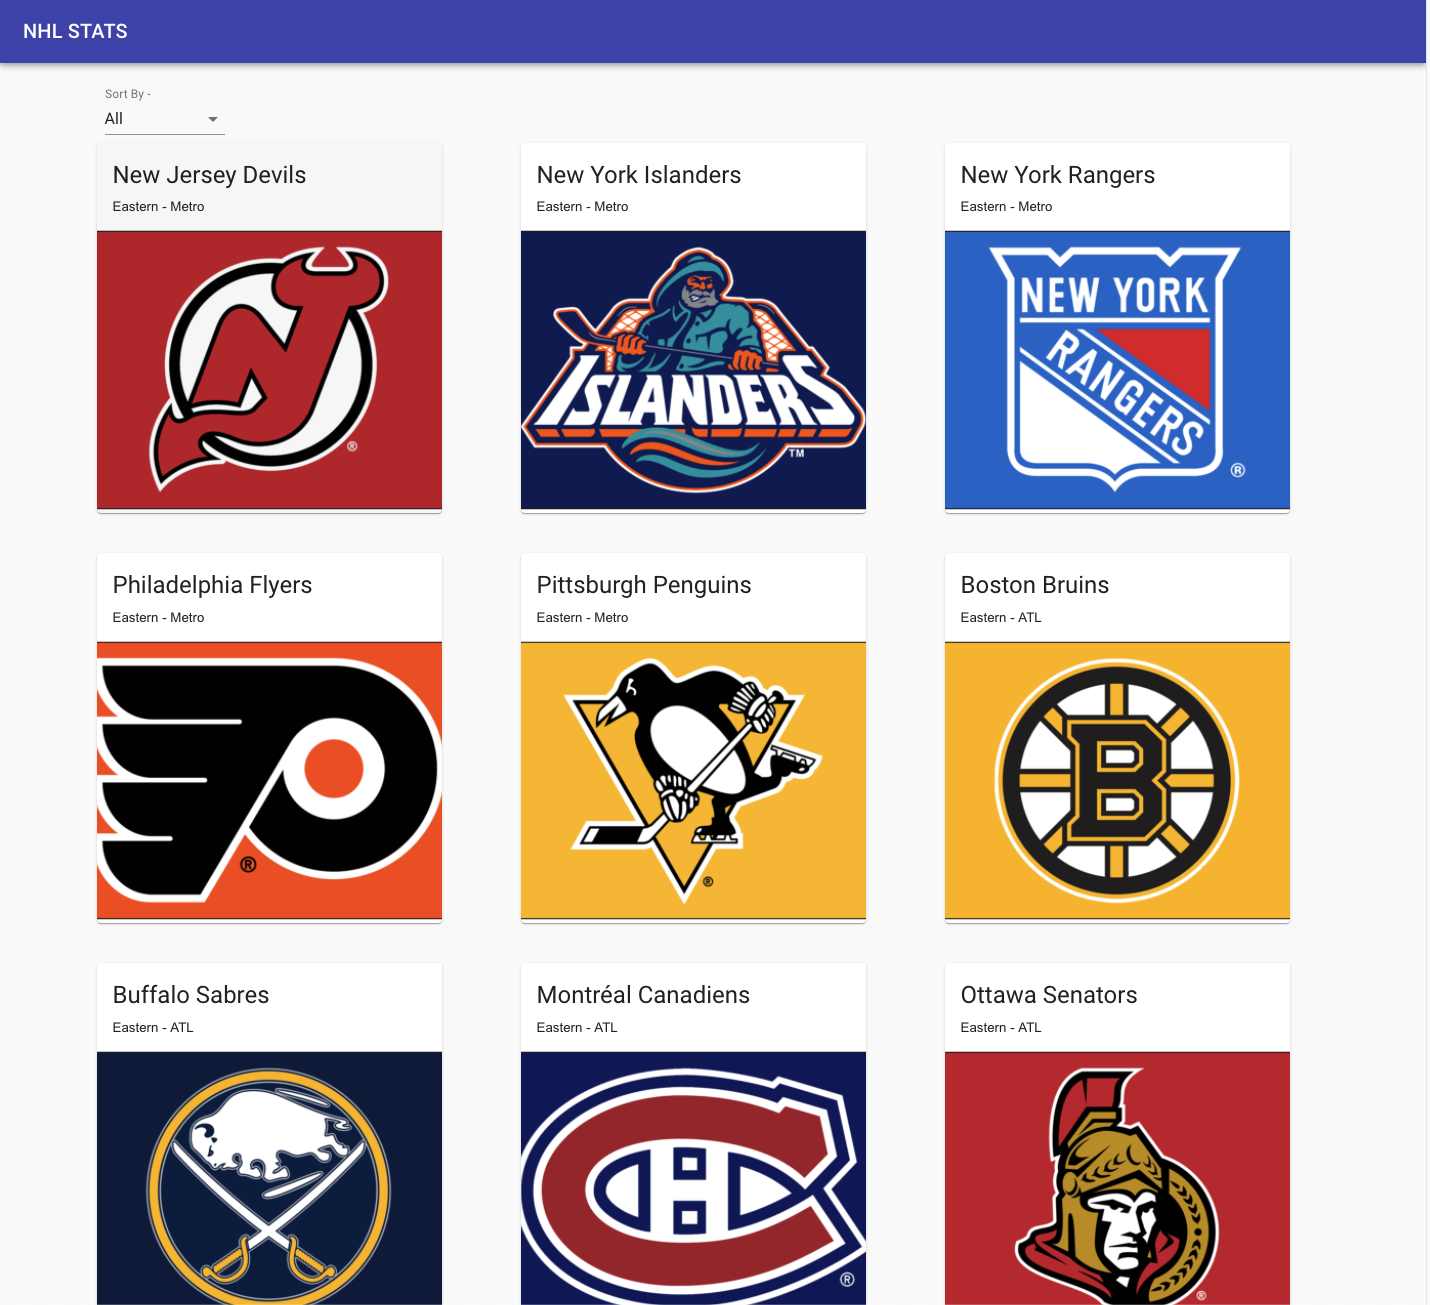 NHL STATS
Sort By -
All
New Jersey Devils
Eastern - Metro
®
New York Islanders
Eastern - Metro
ISLANDERS
TM
New York Rangers
Eastern - Metro
NEW YORK
RANGERS
®
Philadelphia Flyers
Eastern - Metro
®
Pittsburgh Penguins
Eastern - Metro
®
Boston Bruins
Eastern - ATL
B
Buffalo Sabres
Eastern - ATL
Montréal Canadiens
Eastern - ATL
®
Ottawa Senators
Eastern - ATL
®